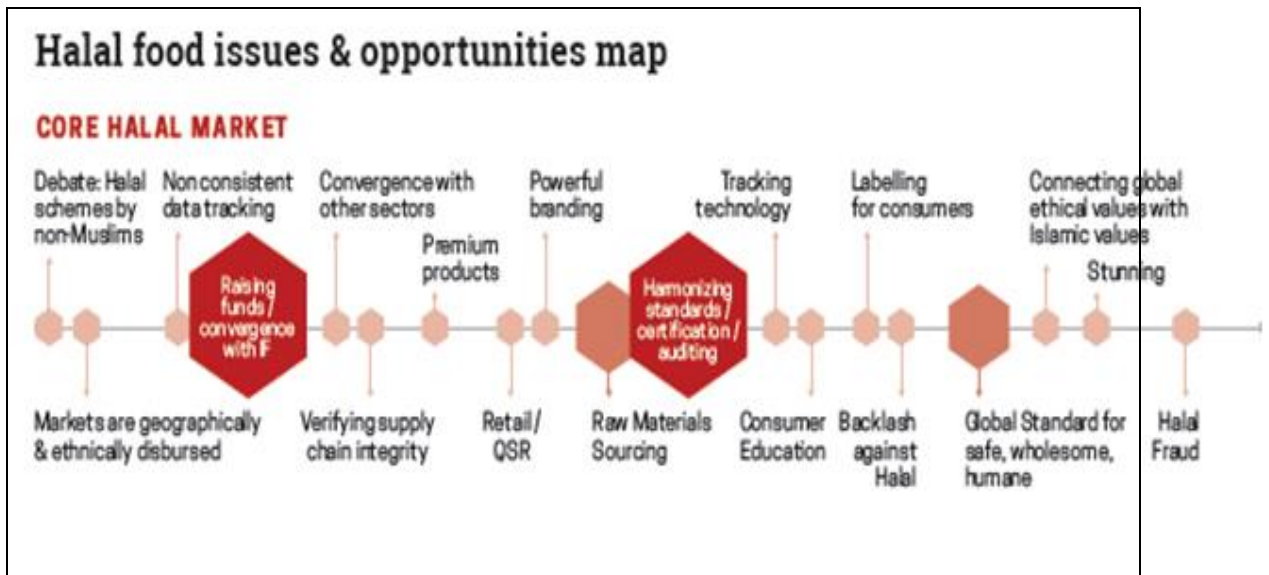 Halal food issues & opportunities map
CORE HALAL MARKET
Debate: Halal
schemes by
non-Muslims
Non consistent
data tracking
Convergence with
other sectors
Premium
products
Powerful
branding
Tracking
technology
Labelling
for consumers
Connecting global
ethical values with
Islamic values
Stunning
Raising
funds /
convergence
with IF
Harmonizing
standards /
certification /
auditing
Markets are geographically
& ethnically disbursed
Verifying supply
chain integrity
Retail /
QSR
Raw Materials
Sourcing
Consumer
Education
Backlash
against
Halal
Global Standard for
safe, wholesome,
humane
Halal
Fraud